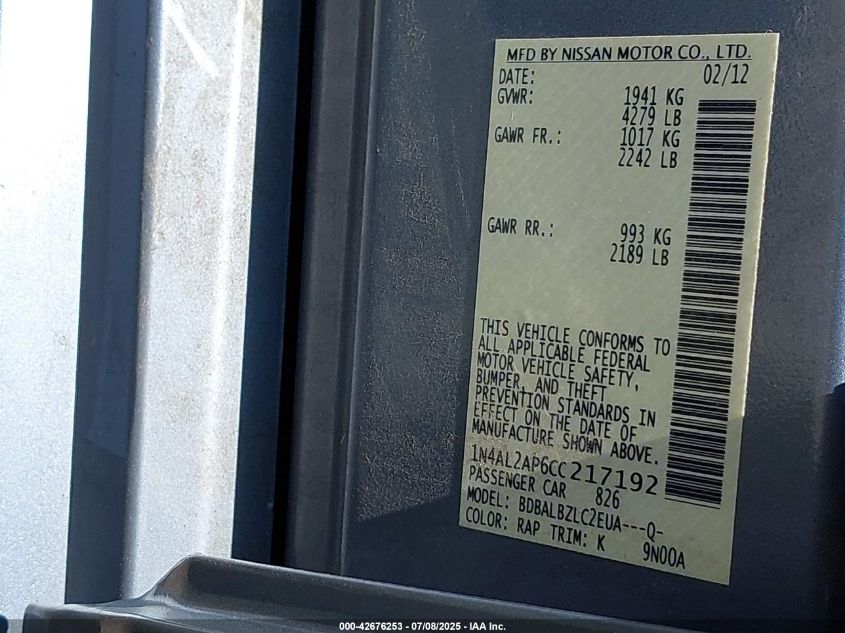 MFD BY NISSAN MOTOR CO., LTD.
DATE: 02/12
GVWR: 1941 KG
4279 LB
GAWR FR.: 1017 KG
2242 LB
GAWR RR.: 993 KG
2189 LB
THIS VEHICLE CONFORMS TO
ALL APPLICABLE FEDERAL
MOTOR VEHICLE SAFETY,
BUMPER, AND THEFT
PREVENTION STANDARDS IN
EFFECT ON THE DATE OF
MANUFACTURE SHOWN ABOVE.
1N4AL2AP6CC217192
PASSENGER CAR 826
MODEL: BDBALBZLC2EUA---Q-
COLOR: RAP TRIM: K 9N00A
000-42676253 - 07/08/2025 - IAA Inc.